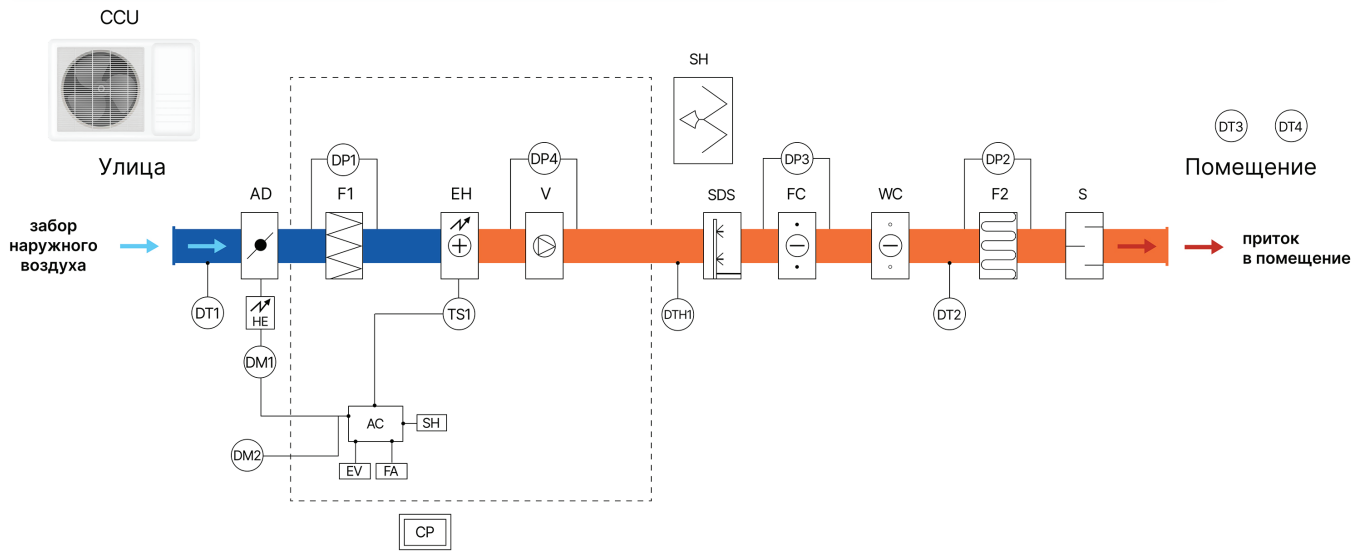 CCU
SH
DT3
DT4
Улица
DP1
DP4
DP3
DP2
Помещение
AD
F1
EH
V
SDS
FC
WC
F2
S
забор
наружного
воздуха
приток
в помещение
DT1
HE
TS1
DTH1
DT2
DM1
AC
SH
DM2
EV
FA
CP